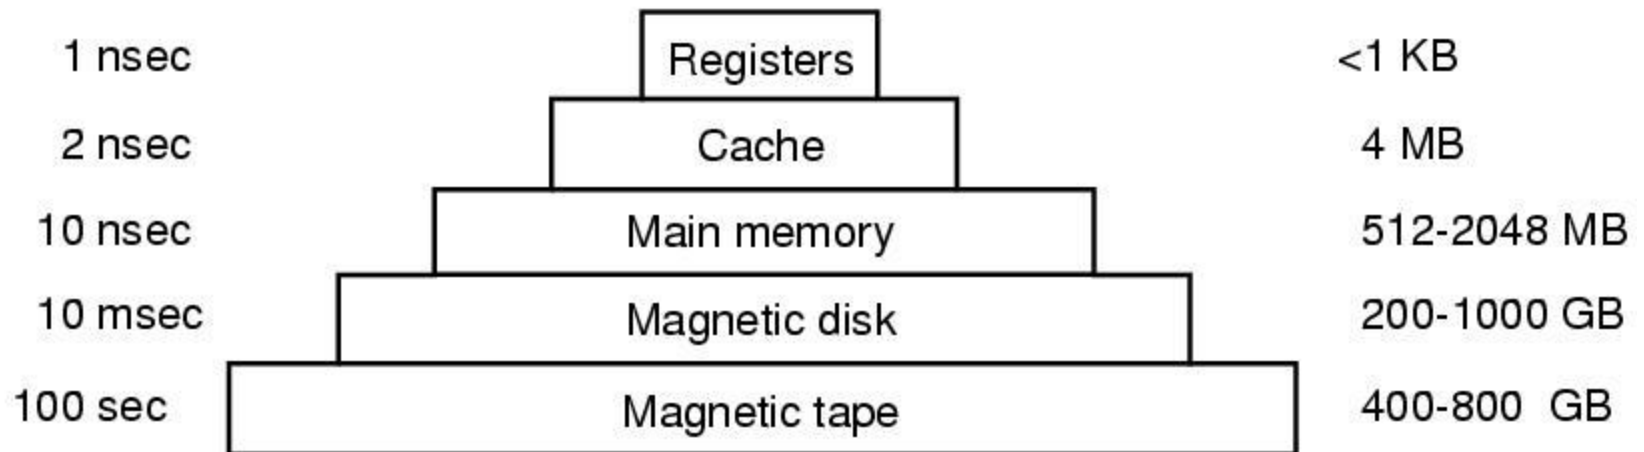 1 nsec Registers <1 KB
2 nsec Cache 4 MB
10 nsec Main memory 512-2048 MB
10 msec Magnetic disk 200-1000 GB
100 sec Magnetic tape 400-800 GB